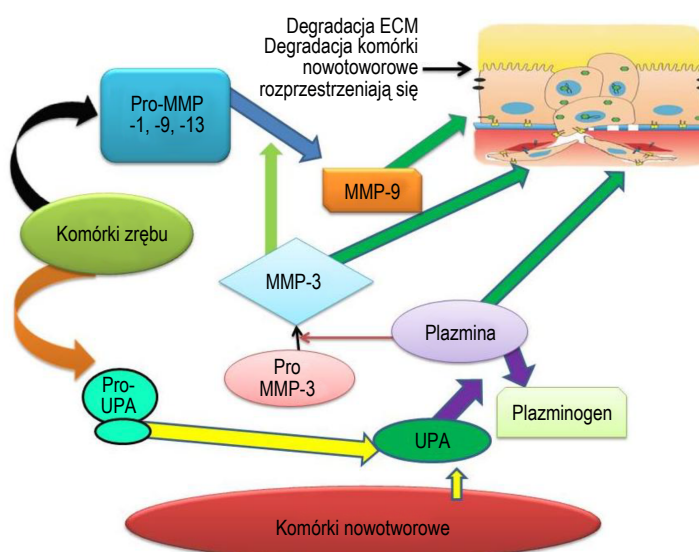 Degradacja ECM
Degradacja komórki
nowotoworowe
rozprzestrzeniają się
Pro-MMP
-1, -9, -13
MMP-9
Komórki zrębu
MMP-3
Plazmina
Pro
MMP-3
Pro-
UPA
Plazminogen
UPA
Komórki nowotworowe